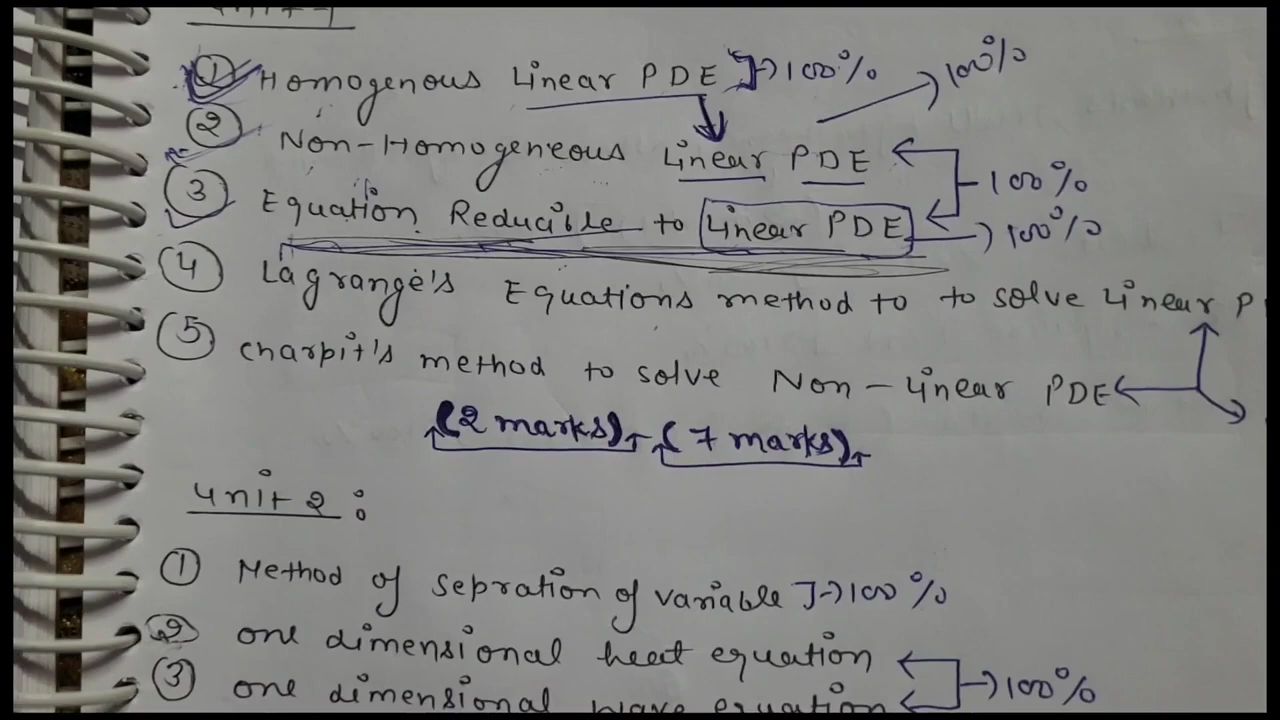 ① Homogenous Linear PDE ]→100% →100%
② Non-Homogeneous Linear PDE
→100%
③ Equation Reducible to Linear PDE →100%
④ Lagrange's Equations method to to solve Linear P
⑤ charpit's method to solve Non-Linear PDE
(2 marks) (7 marks)
Unit 2 :
① Method of sepration of variable ]→100%
② one dimensional heat equation
③ one dimensional wave equation →100%